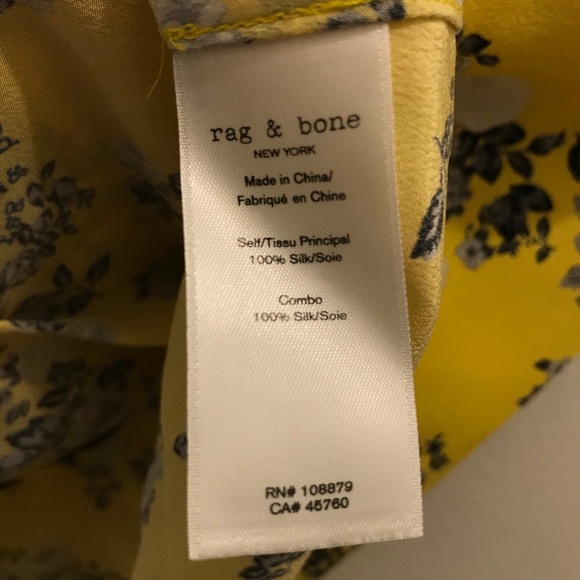 rag & bone
NEW YORK
Made in China/
Fabriqué en Chine
Self/Tissu Principal
100% Silk/Soie
Combo
100% Silk/Soie
RN# 108879
CA# 45760